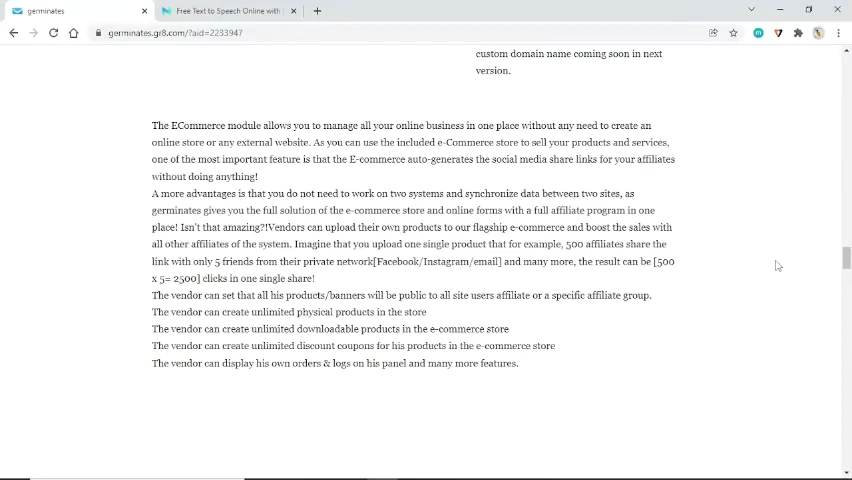 germinates
Free Text to Speech Online with
germinates.gr8.com/?aid=2233947
custom domain name coming soon in next
version.
The ECommerce module allows you to manage all your online business in one place without any need to create an
online store or any external website. As you can use the included e-Commerce store to sell your products and services,
one of the most important feature is that the E-commerce auto-generates the social media share links for your affiliates
without doing anything!
A more advantages is that you do not need to work on two systems and synchronize data between two sites, as
germinates gives you the full solution of the e-commerce store and online forms with a full affiliate program in one
place! Isn't that amazing?!Vendors can upload their own products to our flagship e-commerce and boost the sales with
all other affiliates of the system. Imagine that you upload one single product that for example, 500 affiliates share the
link with only 5 friends from their private network[Facebook/Instagram/email] and many more, the result can be [500
x 5= 2500] clicks in one single share!
The vendor can set that all his products/banners will be public to all site users affiliate or a specific affiliate group.
The vendor can create unlimited physical products in the store
The vendor can create unlimited downloadable products in the e-commerce store
The vendor can create unlimited discount coupons for his products in the e-commerce store
The vendor can display his own orders & logs on his panel and many more features.